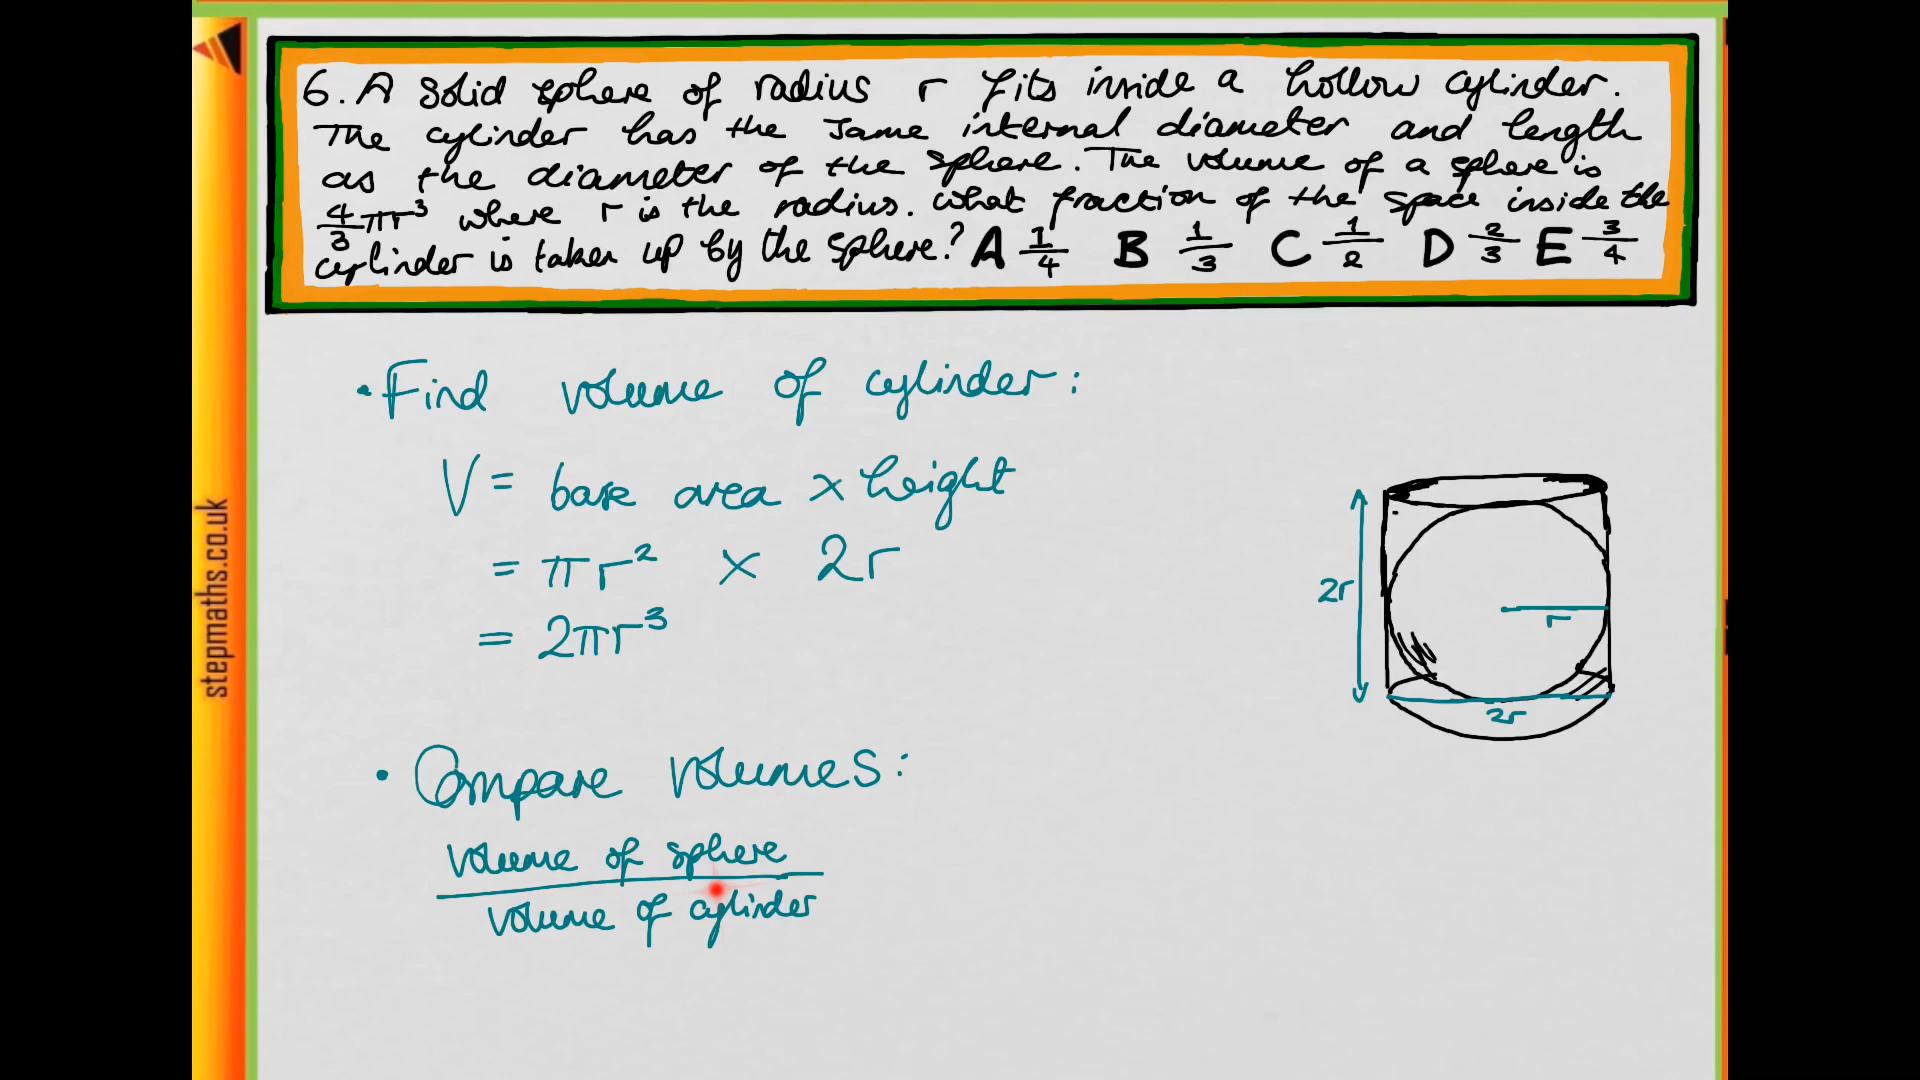 6. A solid sphere of radius r fits inside a hollow cylinder.
The cylinder has the same internal diameter and length
as the diameter of the sphere. The volume of a sphere is
4/3 πr³ where r is the radius. What fraction of the space inside the
cylinder is taken up by the sphere? A 1/4 B 1/3 C 1/2 D 2/3 E 3/4
• Find volume of cylinder:
V = base area × height
= πr² × 2r
= 2πr³
2r
r
2r
• Compare volumes:
volume of sphere
volume of cylinder
stepmaths.co.uk